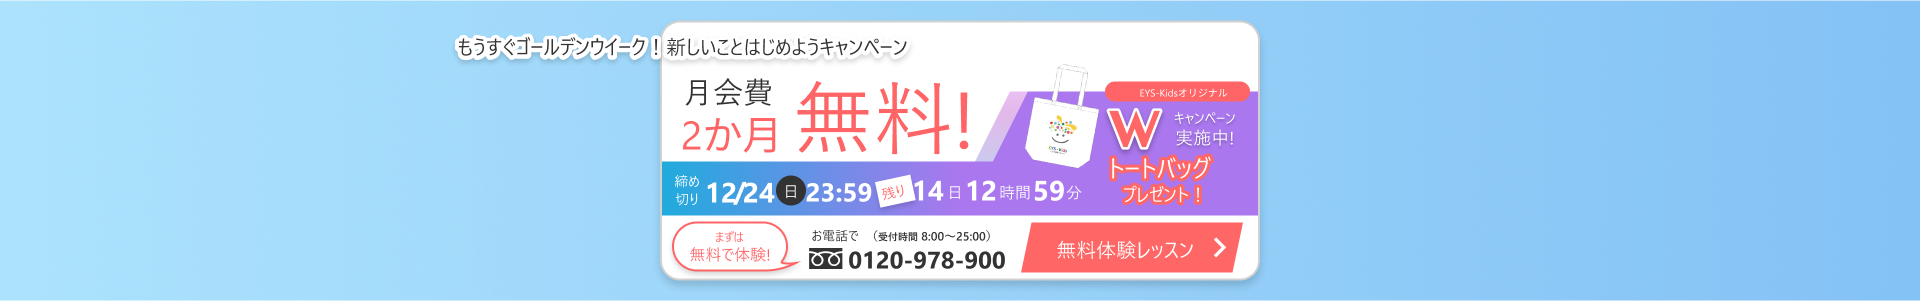 もうすぐゴールデンウイーク！新しいことはじめようキャンペーン
月会費
2か月
無料!
EYS-Kidsオリジナル
W
キャンペーン
実施中!
トートバッグ
プレゼント！
EYS-KIDS
締め
切り
12/24 日 23:59 残り 14日 12時間 59分
まずは
無料で体験!
お電話で （受付時間 8:00～25:00）
0120-978-900
無料体験レッスン